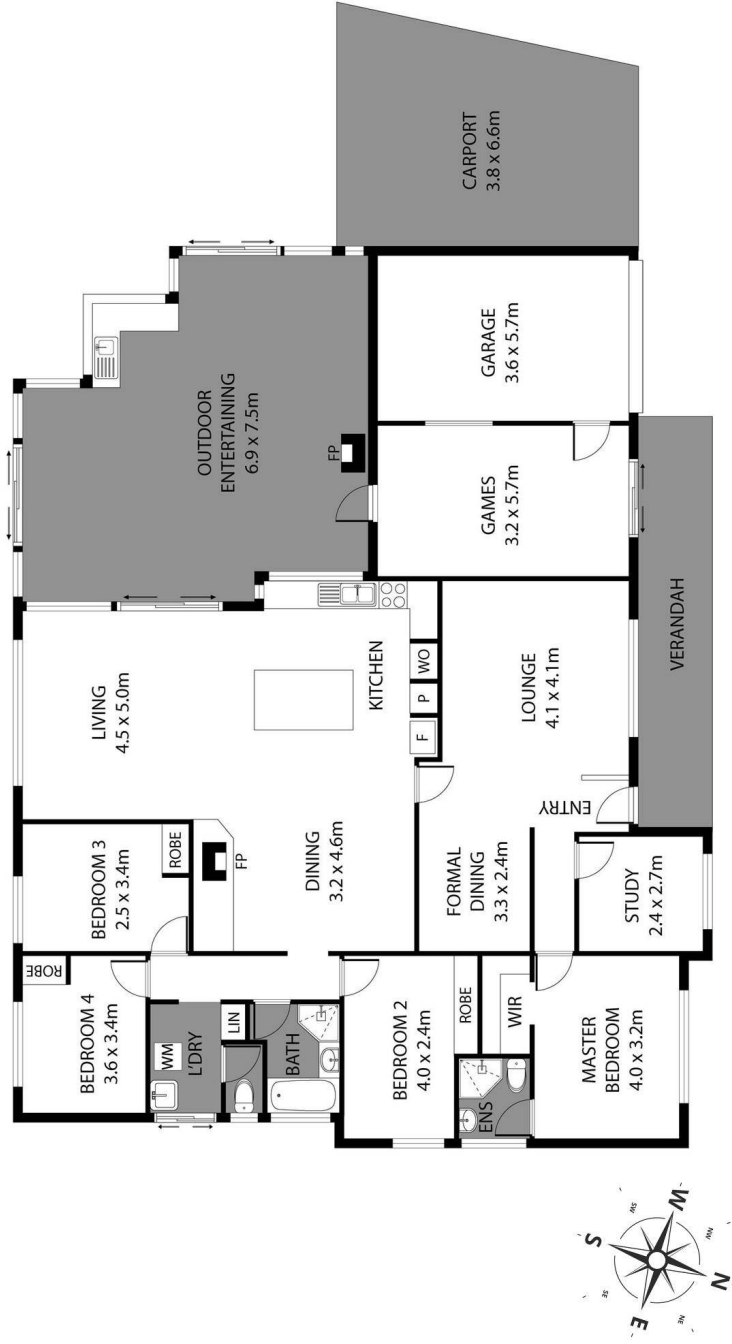 CARPORT
3.8 x 6.6m
OUTDOOR
ENTERTAINING
6.9 x 7.5m
FP
GARAGE
3.6 x 5.7m
GAMES
3.2 x 5.7m
VERANDAH
LIVING
4.5 x 5.0m
KITCHEN
WO
P
F
LOUNGE
4.1 x 4.1m
ENTRY
BEDROOM 3
2.5 x 3.4m
ROBE
FP
DINING
3.2 x 4.6m
FORMAL
DINING
3.3 x 2.4m
STUDY
2.4 x 2.7m
ROBE
BEDROOM 4
3.6 x 3.4m
WM
L'DRY
LIN
BATH
BEDROOM 2
4.0 x 2.4m
ROBE
WIR
ENS
MASTER
BEDROOM
4.0 x 3.2m
S
SW
W
NW
N
NE
E
SE